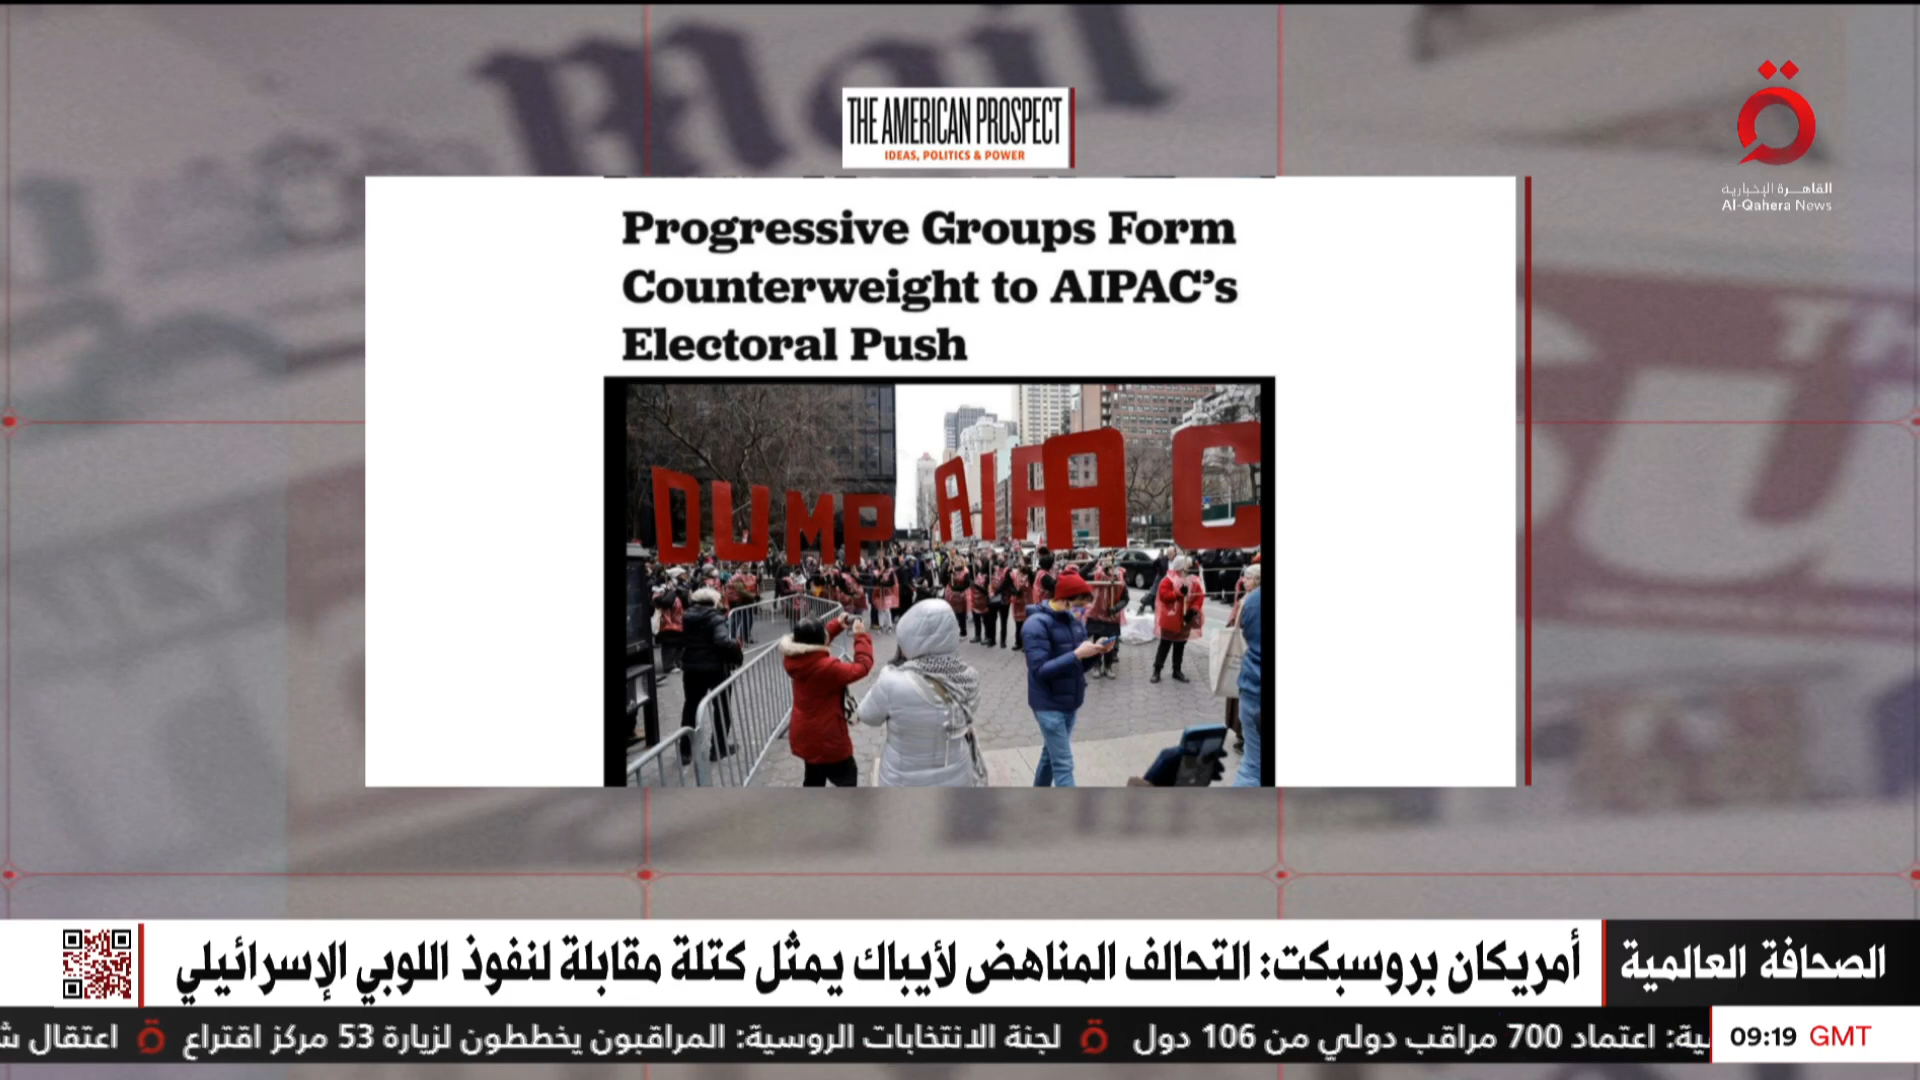 Mail
THE AMERICAN PROSPECT
IDEAS, POLITICS & POWER
القاهرة الإخبارية
Al-Qahera News
Progressive Groups Form
Counterweight to AIPAC's
Electoral Push
DUMP AIPAC
الصحافة العالمية
أمريكان بروسبكت: التحالف المناهض لأيباك يمثل كتلة مقابلة لنفوذ اللوبي الإسرائيلي
09:19 GMT
اعتماد 700 مراقب دولي من 106 دول
لجنة الانتخابات الروسية: المراقبون يخططون لزيارة 53 مركز اقتراع
اعتقال